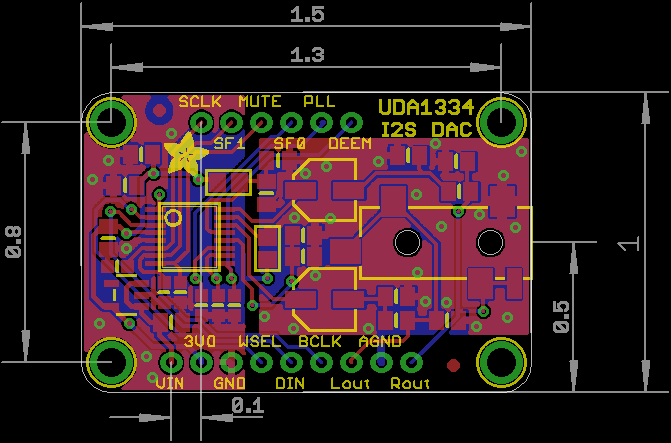 1.5
1.3
SCLK MUTE PLL
UDA1334
I2S DAC
SF1 SF0 DEEM
0.8
1
0.5
3VO WSEL BCLK AGND
VIN GND DIN Lout Rout
0.1